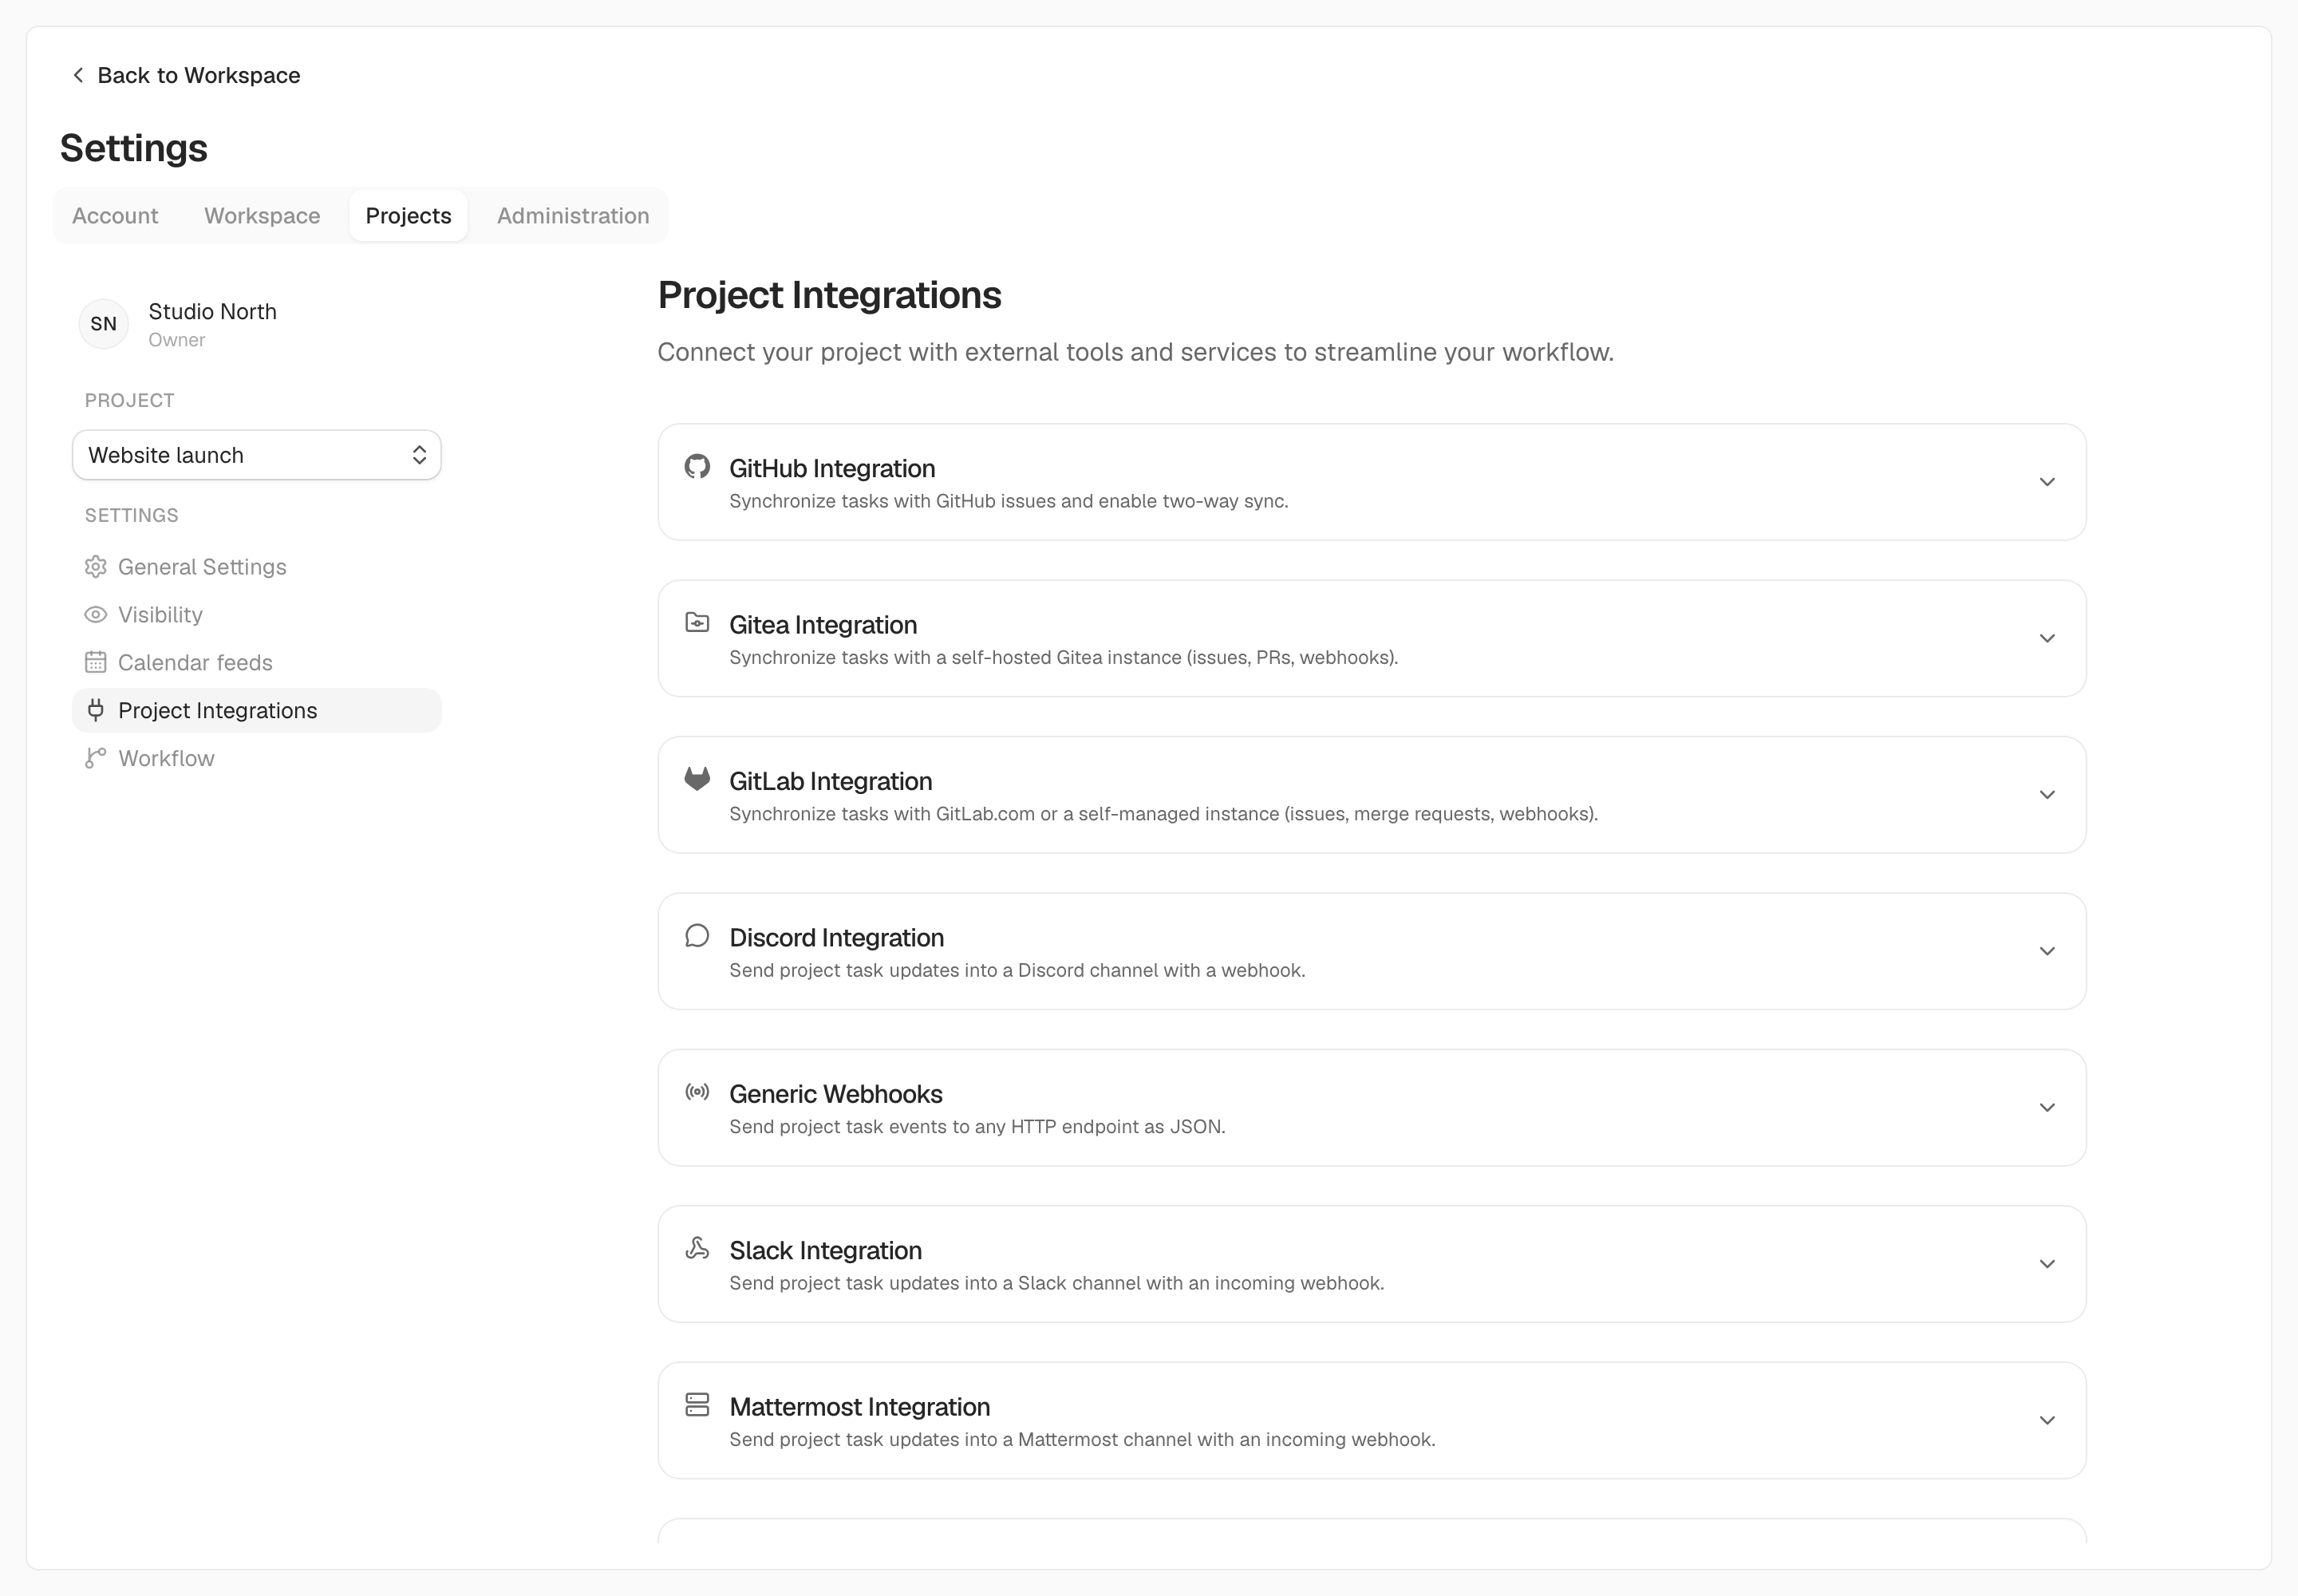 Back to Workspace
Settings
Account Workspace Projects Administration
SN
Studio North
Owner
PROJECT
Website launch
SETTINGS
General Settings
Visibility
Calendar feeds
Project Integrations
Workflow
Project Integrations
Connect your project with external tools and services to streamline your workflow.
GitHub Integration
Synchronize tasks with GitHub issues and enable two-way sync.
Gitea Integration
Synchronize tasks with a self-hosted Gitea instance (issues, PRs, webhooks).
GitLab Integration
Synchronize tasks with GitLab.com or a self-managed instance (issues, merge requests, webhooks).
Discord Integration
Send project task updates into a Discord channel with a webhook.
Generic Webhooks
Send project task events to any HTTP endpoint as JSON.
Slack Integration
Send project task updates into a Slack channel with an incoming webhook.
Mattermost Integration
Send project task updates into a Mattermost channel with an incoming webhook.